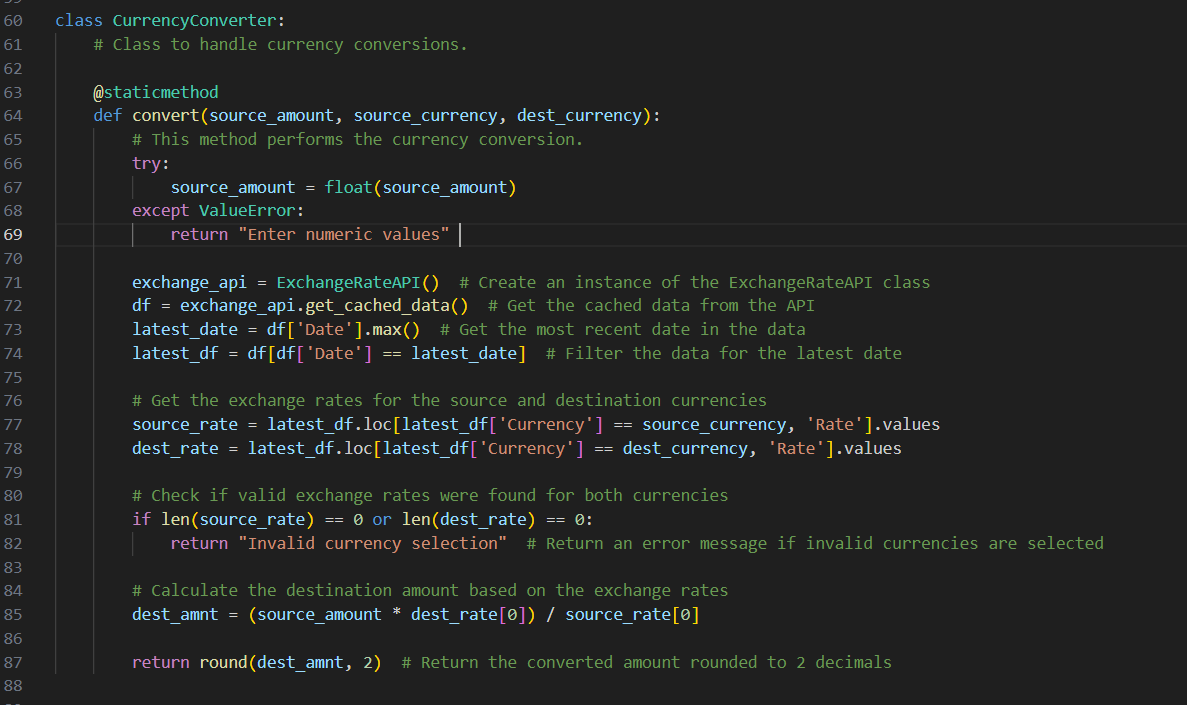 60 class CurrencyConverter:
61     # Class to handle currency conversions.
62
63     @staticmethod
64     def convert(source_amount, source_currency, dest_currency):
65         # This method performs the currency conversion.
66         try:
67             source_amount = float(source_amount)
68         except ValueError:
69             return "Enter numeric values"
70
71         exchange_api = ExchangeRateAPI()  # Create an instance of the ExchangeRateAPI class
72         df = exchange_api.get_cached_data()  # Get the cached data from the API
73         latest_date = df['Date'].max()  # Get the most recent date in the data
74         latest_df = df[df['Date'] == latest_date]  # Filter the data for the latest date
75
76         # Get the exchange rates for the source and destination currencies
77         source_rate = latest_df.loc[latest_df['Currency'] == source_currency, 'Rate'].values
78         dest_rate = latest_df.loc[latest_df['Currency'] == dest_currency, 'Rate'].values
79
80         # Check if valid exchange rates were found for both currencies
81         if len(source_rate) == 0 or len(dest_rate) == 0:
82             return "Invalid currency selection"  # Return an error message if invalid currencies are selected
83
84         # Calculate the destination amount based on the exchange rates
85         dest_amnt = (source_amount * dest_rate[0]) / source_rate[0]
86
87         return round(dest_amnt, 2)  # Return the converted amount rounded to 2 decimals
88